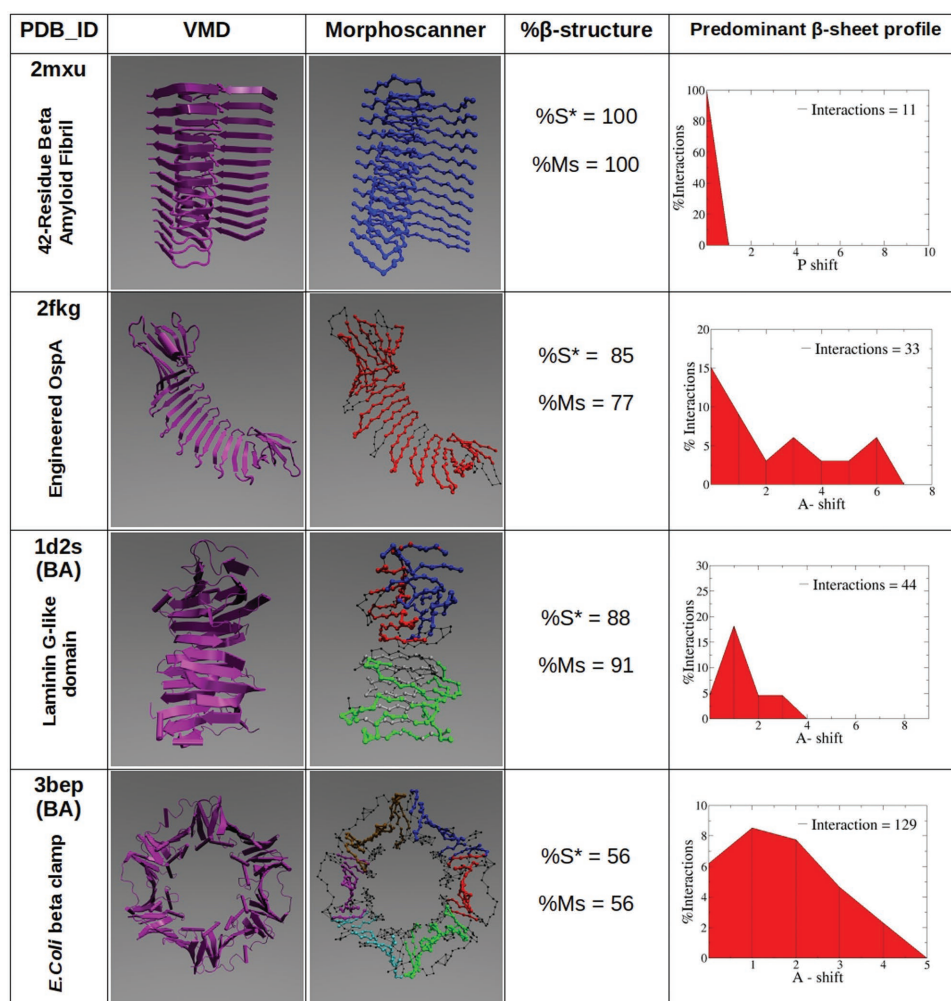 PDB_ID VMD Morphoscanner %β-structure Predominant β-sheet profile
2mxu
42-Residue Beta
Amyloid Fibril
%S* = 100
%Ms = 100
%Interactions
100
80
60
40
20
0
Interactions = 11
0 2 4 6 8 10
P shift
2fkg
Engineered OspA
%S* = 85
%Ms = 77
% Interactions
20
15
10
5
0
Interactions = 33
2 4 6 8
A- shift
1d2s
(BA)
Laminin G-like
domain
%S* = 88
%Ms = 91
%Interactions
30
25
20
15
10
5
0
Interactions = 44
2 4 6 8
A- shift
3bep
(BA)
E.Coli beta clamp
%S* = 56
%Ms = 56
%Interactions
10
8
6
4
2
0
Interaction = 129
1 2 3 4 5
A - shift